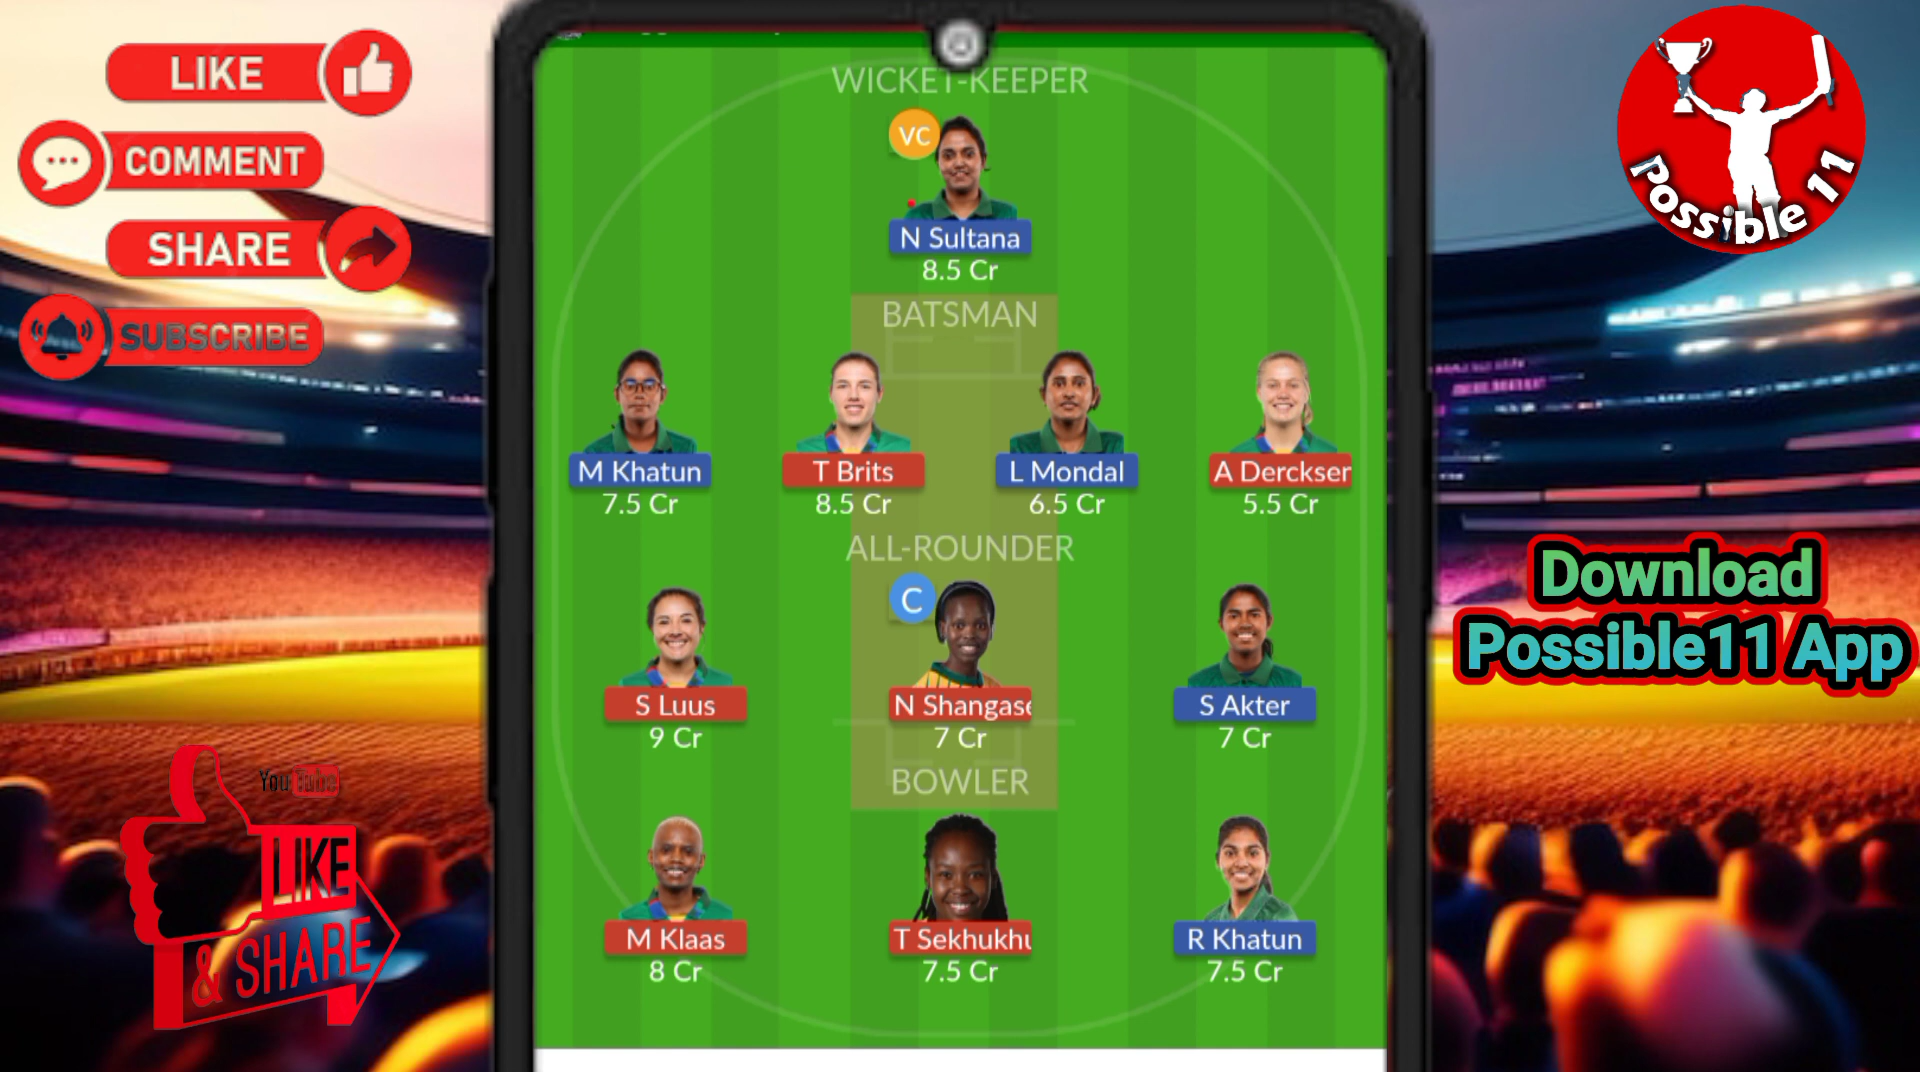 LIKE
COMMENT
SHARE
SUBSCRIBE
YouTube
LIKE
& SHARE
WICKET-KEEPER
VC
N Sultana
8.5 Cr
BATSMAN
M Khatun
7.5 Cr
T Brits
8.5 Cr
L Mondal
6.5 Cr
A Derckser
5.5 Cr
ALL-ROUNDER
S Luus
9 Cr
C
N Shangase
7 Cr
S Akter
7 Cr
BOWLER
M Klaas
8 Cr
T Sekhukhu
7.5 Cr
R Khatun
7.5 Cr
Possible 11
Download
Possible11 App